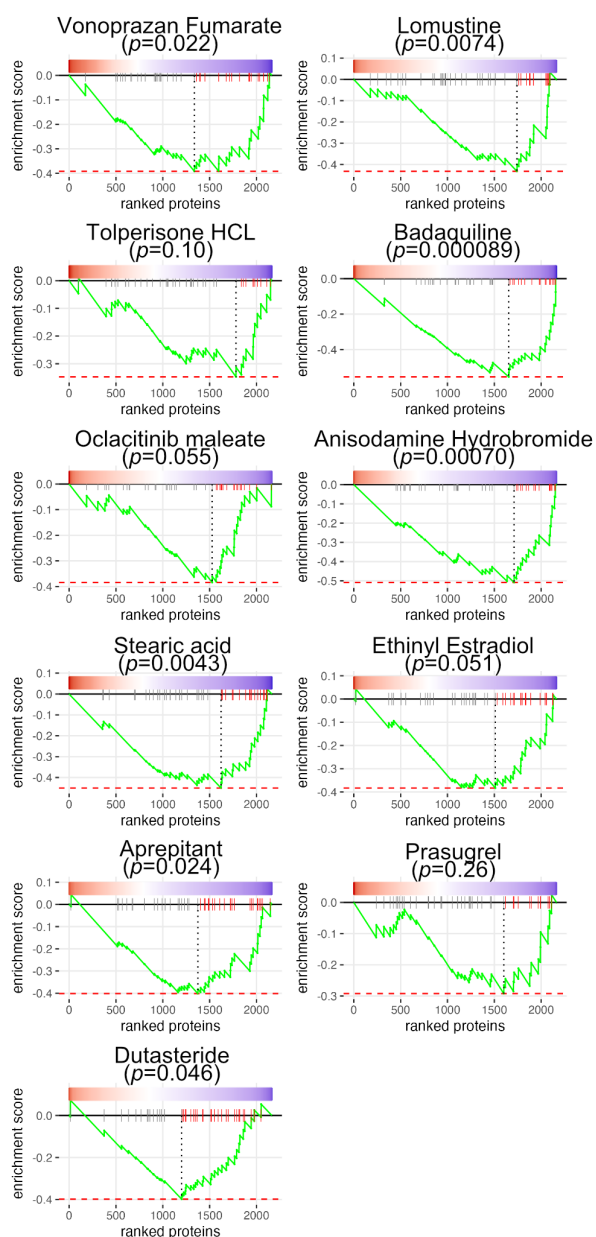 Vonoprazan Fumarate
(p=0.022)
0.0
-0.1
-0.2
-0.3
-0.4
enrichment score
0 500 1000 1500 2000
ranked proteins
Lomustine
(p=0.0074)
0.1
0.0
-0.1
-0.2
-0.3
-0.4
enrichment score
0 500 1000 1500 2000
ranked proteins
Tolperisone HCL
(p=0.10)
0.0
-0.1
-0.2
-0.3
enrichment score
0 500 1000 1500 2000
ranked proteins
Badaquiline
(p=0.000089)
0.0
-0.2
-0.4
enrichment score
0 500 1000 1500 2000
ranked proteins
Oclacitinib maleate
(p=0.055)
0.0
-0.1
-0.2
-0.3
-0.4
enrichment score
0 500 1000 1500 2000
ranked proteins
Anisodamine Hydrobromide
(p=0.00070)
0.0
-0.1
-0.2
-0.3
-0.4
-0.5
enrichment score
0 500 1000 1500 2000
ranked proteins
Stearic acid
(p=0.0043)
0.1
0.0
-0.1
-0.2
-0.3
-0.4
enrichment score
0 500 1000 1500 2000
ranked proteins
Ethinyl Estradiol
(p=0.051)
0.1
0.0
-0.1
-0.2
-0.3
-0.4
enrichment score
0 500 1000 1500 2000
ranked proteins
Aprepitant
(p=0.024)
0.1
0.0
-0.1
-0.2
-0.3
-0.4
enrichment score
0 500 1000 1500 2000
ranked proteins
Prasugrel
(p=0.26)
0.0
-0.1
-0.2
-0.3
enrichment score
0 500 1000 1500 2000
ranked proteins
Dutasteride
(p=0.046)
0.0
-0.2
-0.4
enrichment score
0 500 1000 1500 2000
ranked proteins